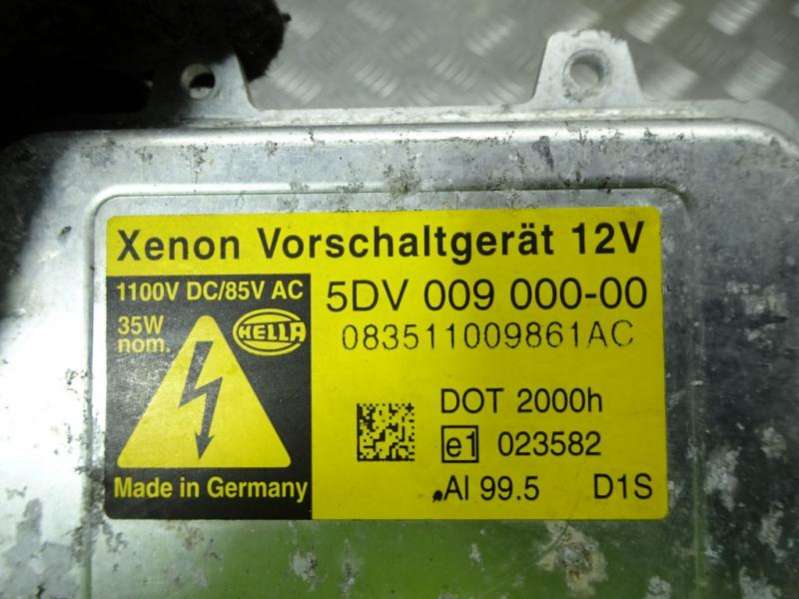 Xenon Vorschaltgerät 12V
1100V DC/85V AC
35W
nom.
HELLA
Made in Germany
5DV 009 000-00
083511009861AC
DOT 2000h
e1 023582
Al 99.5 D1S